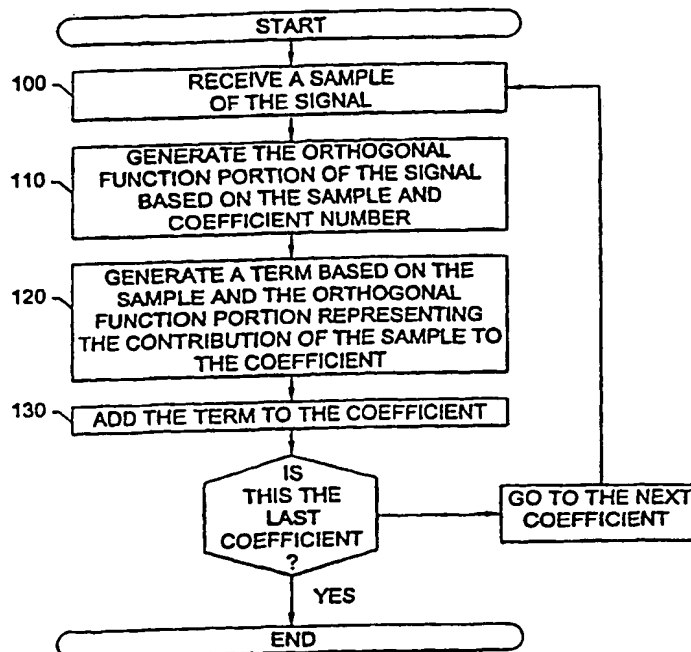 START
100
RECEIVE A SAMPLE
OF THE SIGNAL
110
GENERATE THE ORTHOGONAL
FUNCTION PORTION OF THE SIGNAL
BASED ON THE SAMPLE AND
COEFFICIENT NUMBER
120
GENERATE A TERM BASED ON THE
SAMPLE AND THE ORTHOGONAL
FUNCTION PORTION REPRESENTING
THE CONTRIBUTION OF THE SAMPLE TO
THE COEFFICIENT
130
ADD THE TERM TO THE COEFFICIENT
IS
THIS THE
LAST
COEFFICIENT
?
GO TO THE NEXT
COEFFICIENT
YES
END